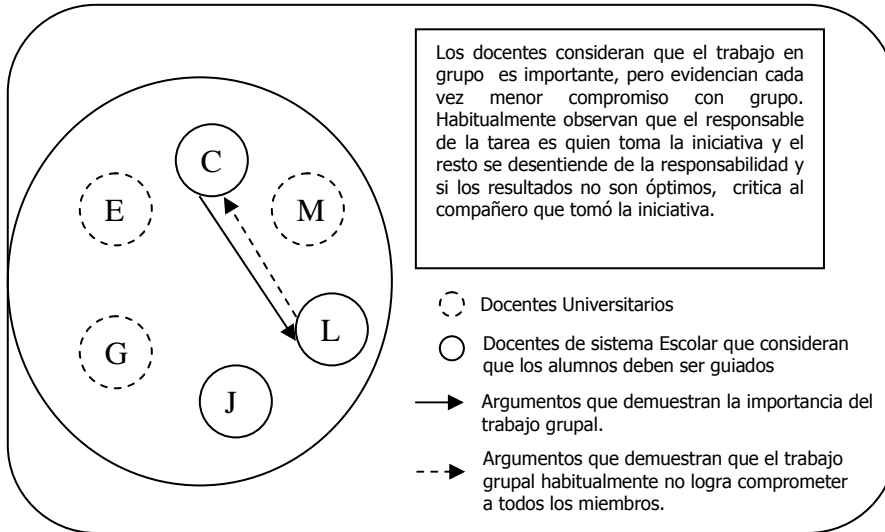 Los docentes consideran que el trabajo en
grupo es importante, pero evidencian cada
vez menor compromiso con grupo.
Habitualmente observan que el responsable
de la tarea es quien toma la iniciativa y el
resto se desentiende de la responsabilidad y
si los resultados no son óptimos, critica al
compañero que tomó la iniciativa.
C
E
M
L
G
J
Docentes Universitarios
Docentes de sistema Escolar que consideran
que los alumnos deben ser guiados
Argumentos que demuestran la importancia del
trabajo grupal.
Argumentos que demuestran que el trabajo
grupal habitualmente no logra comprometer
a todos los miembros.